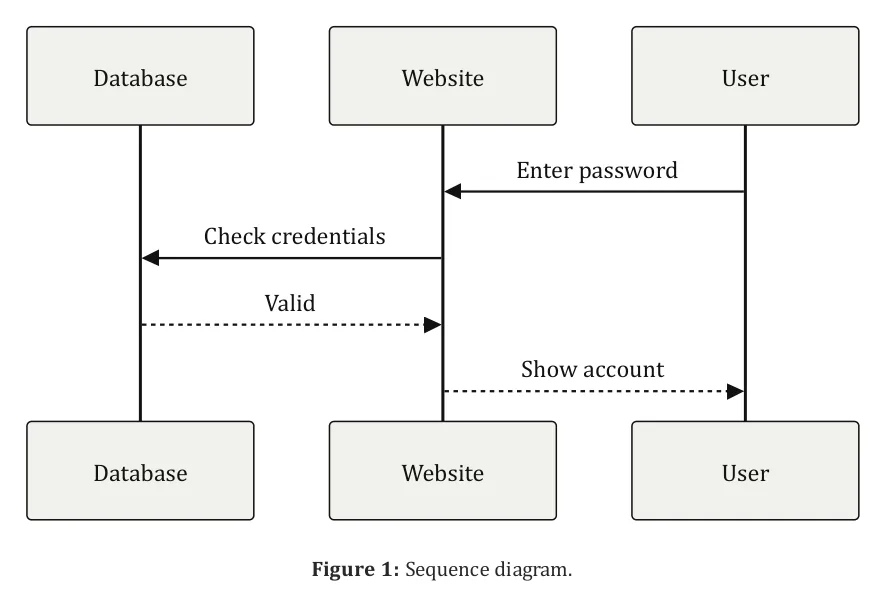 Database
Website
User
Enter password
Check credentials
Valid
Show account
Database
Website
User
Figure 1: Sequence diagram.